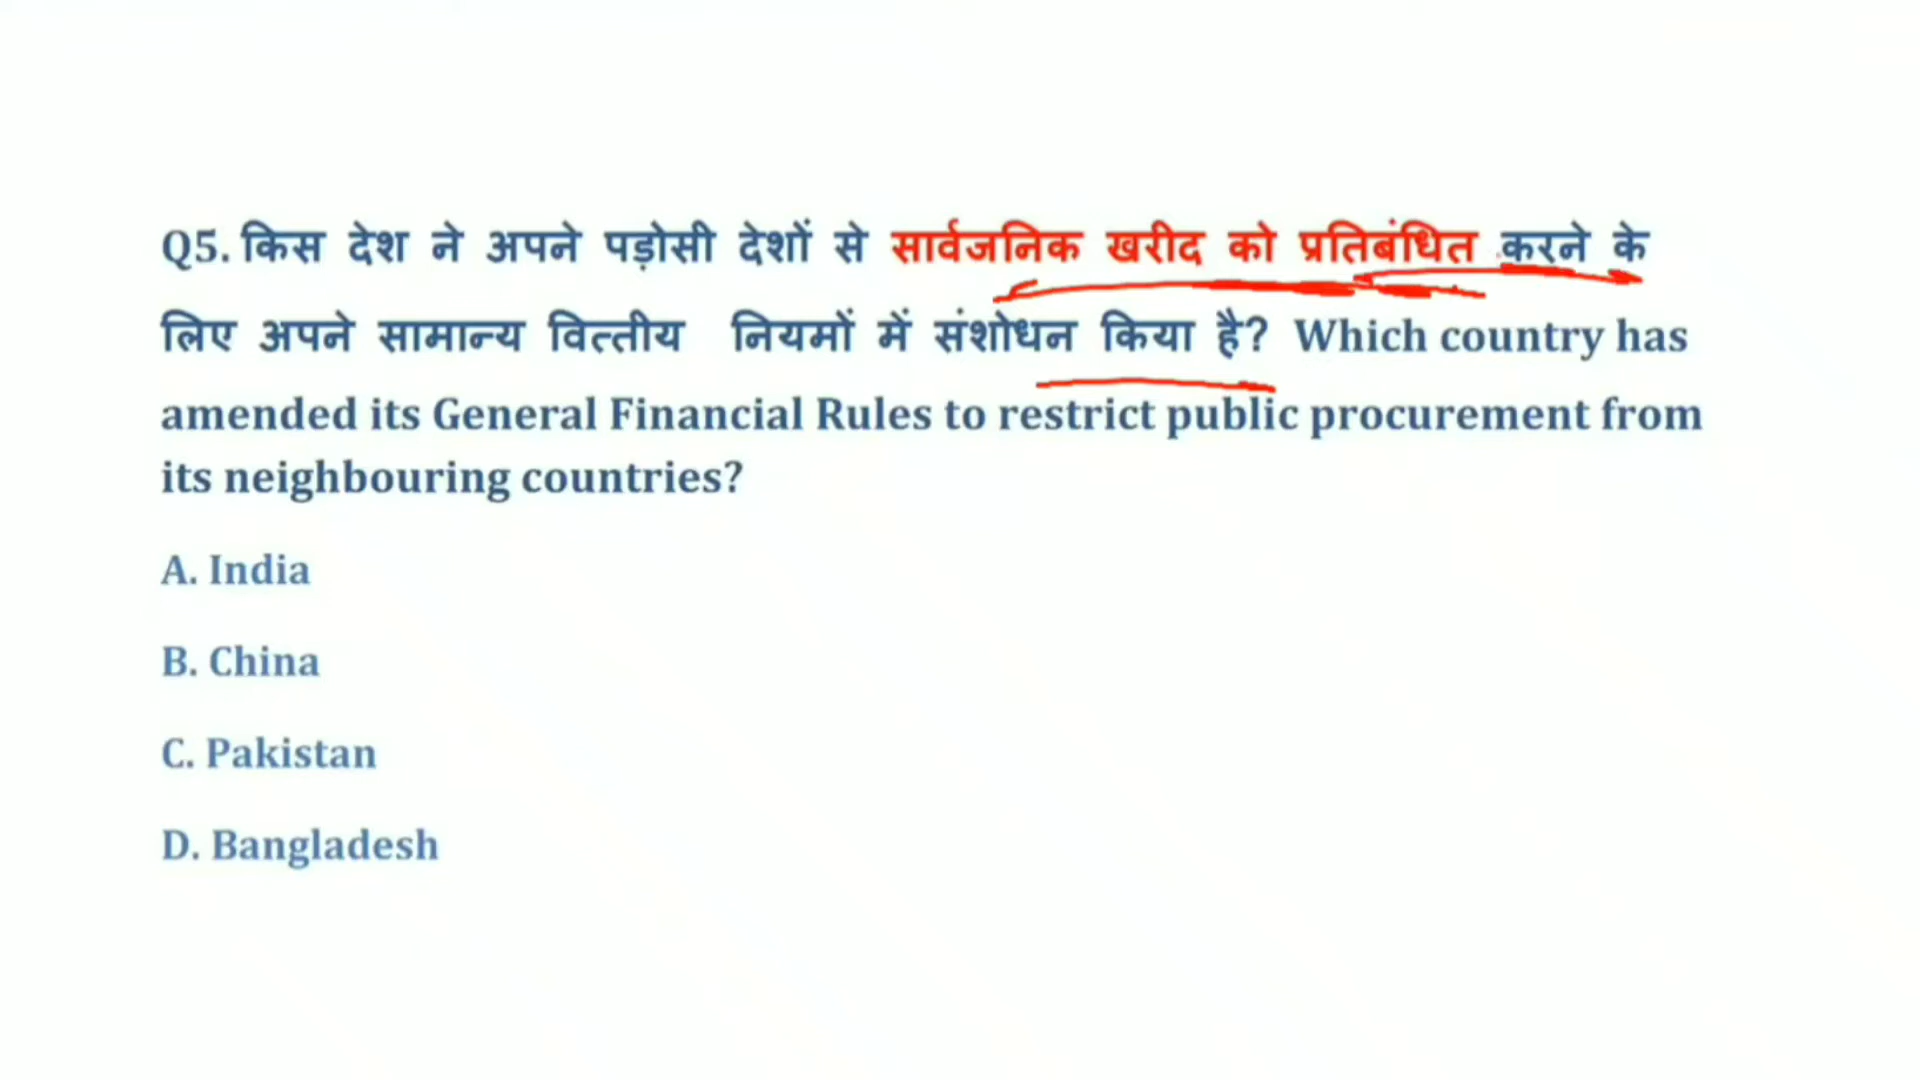 Q5. किस देश ने अपने पड़ोसी देशों से सार्वजनिक खरीद को प्रतिबंधित करने के
लिए अपने सामान्य वित्तीय नियमों में संशोधन किया है? Which country has
amended its General Financial Rules to restrict public procurement from
its neighbouring countries?
A. India
B. China
C. Pakistan
D. Bangladesh